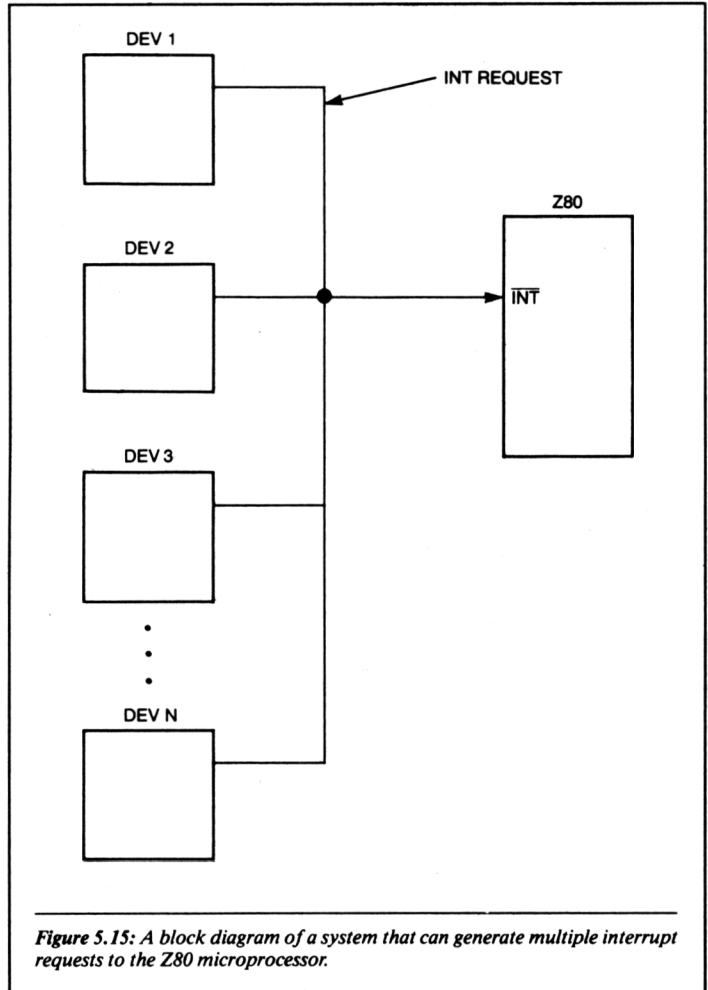 DEV 1
INT REQUEST
Z80
DEV 2
INT
DEV 3
DEV N
Figure 5.15: A block diagram of a system that can generate multiple interrupt
requests to the Z80 microprocessor.